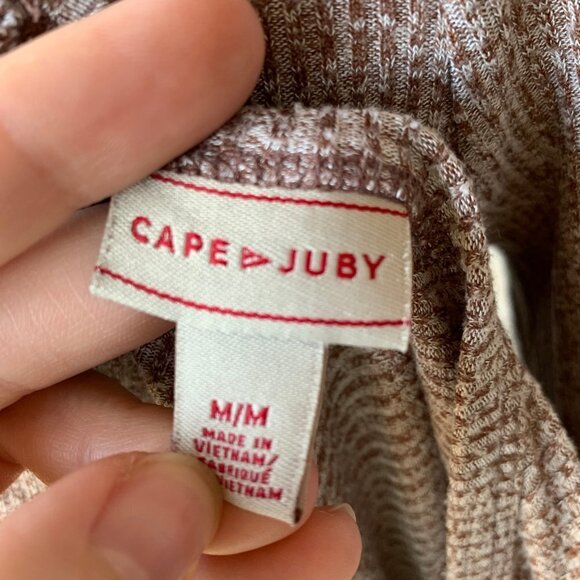 CAPE JUBY
M/M
MADE IN
VIETNAM/
FABRIQUÉ
VIETNAM